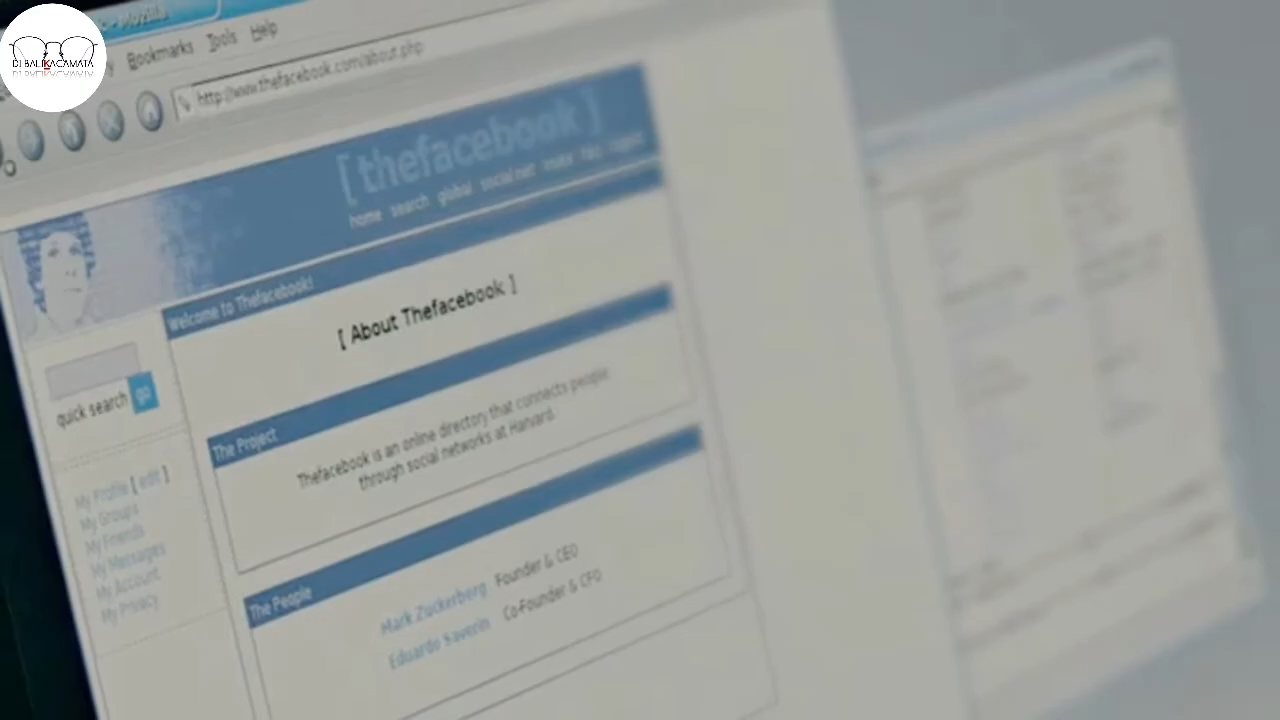 - Mozilla
Bookmarks Tools Help
http://www.thefacebook.com/about.php
DJ BALIKACAMATA
[ thefacebook ]
home search global social net
Welcome to Thefacebook!
[ About Thefacebook ]
quick search go
The Project
Thefacebook is an online directory that connects people
through social networks at Harvard.
My Profile [ edit ]
My Groups
My Friends
My Messages
My Account
My Privacy
The People
Mark Zuckerberg Founder & CEO
Eduardo Saverin Co-Founder & CFO